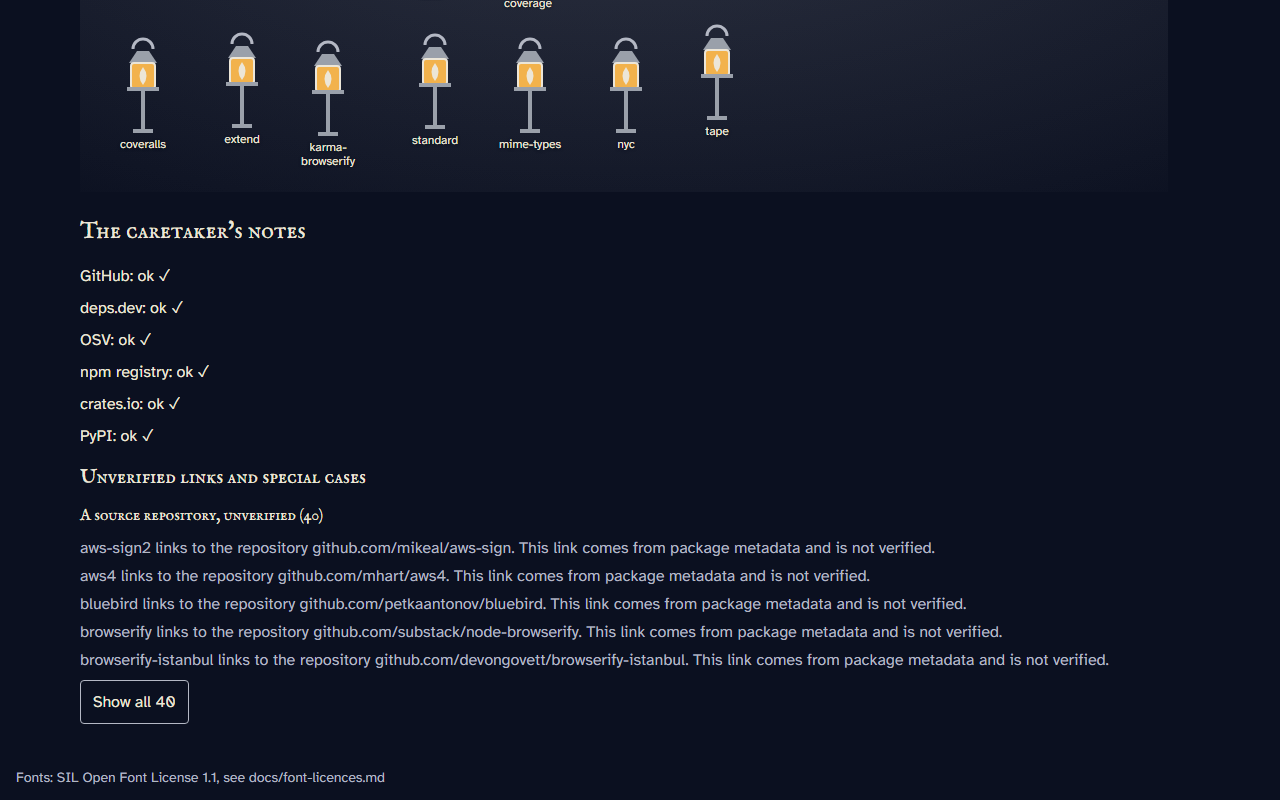 coverage
coveralls
extend
karma-
browserify
standard
mime-types
nyc
tape
The caretaker's notes
GitHub: ok ✓
deps.dev: ok ✓
OSV: ok ✓
npm registry: ok ✓
crates.io: ok ✓
PyPI: ok ✓
Unverified links and special cases
A source repository, unverified (40)
aws-sign2 links to the repository github.com/mikeal/aws-sign. This link comes from package metadata and is not verified.
aws4 links to the repository github.com/mhart/aws4. This link comes from package metadata and is not verified.
bluebird links to the repository github.com/petkaantonov/bluebird. This link comes from package metadata and is not verified.
browserify links to the repository github.com/substack/node-browserify. This link comes from package metadata and is not verified.
browserify-istanbul links to the repository github.com/devongovett/browserify-istanbul. This link comes from package metadata and is not verified.
Show all 40
Fonts: SIL Open Font License 1.1, see docs/font-licences.md